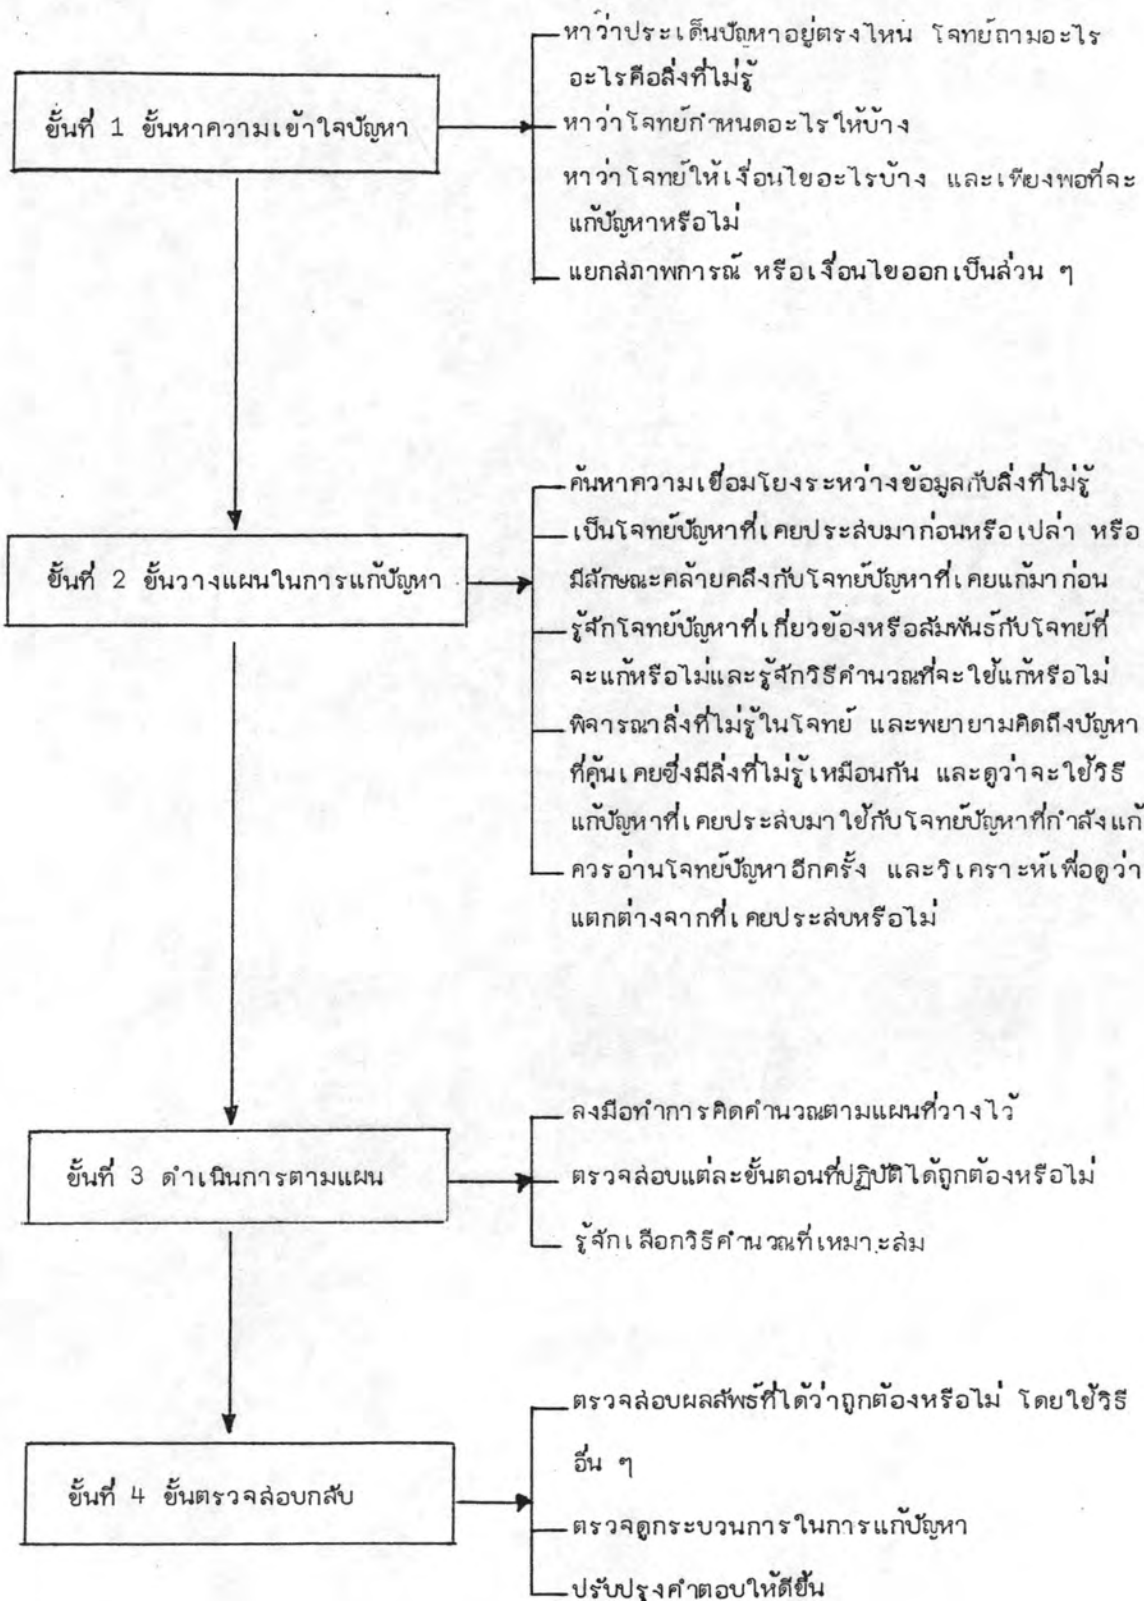 หาว่าประเด็นปัญหาอยู่ตรงไหน โจทย์ถามอะไร
อะไรคือสิ่งที่ไม่รู้
ขั้นที่ 1 ขั้นหาความเข้าใจปัญหา
หาว่าโจทย์กำหนดอะไรให้บ้าง
หาว่าโจทย์ให้เงื่อนไขอะไรบ้าง และเพียงพอที่จะ
แก้ปัญหาหรือไม่
แยกสภาพการณ์ หรือเงื่อนไขออกเป็นส่วน ๆ
ค้นหาความเชื่อมโยงระหว่างข้อมูลกับสิ่งที่ไม่รู้
เป็นโจทย์ปัญหาที่เคยประสบมาก่อนหรือเปล่า หรือ
ขั้นที่ 2 ขั้นวางแผนในการแก้ปัญหา
มีลักษณะคล้ายคลึงกับโจทย์ปัญหาที่เคยแก้มาก่อน
รู้จักโจทย์ปัญหาที่เกี่ยวข้องหรือสัมพันธ์กับโจทย์ที่
จะแก้หรือไม่และรู้จักวิธีคำนวณที่จะใช้แก้หรือไม่
พิจารณาสิ่งที่ไม่รู้ในโจทย์ และพยายามคิดถึงปัญหา
ที่คุ้นเคยซึ่งมีสิ่งที่ไม่รู้เหมือนกัน และดูว่าจะใช้วิธี
แก้ปัญหาที่เคยประสบมาใช้กับโจทย์ปัญหาที่กำลังแก้
ควรอ่านโจทย์ปัญหาอีกครั้ง และวิเคราะห์เพื่อดูว่า
แตกต่างจากที่เคยประสบหรือไม่
ลงมือทำการคิดคำนวณตามแผนที่วางไว้
ขั้นที่ 3 ดำเนินการตามแผน
ตรวจสอบแต่ละขั้นตอนที่ปฏิบัติได้ถูกต้องหรือไม่
รู้จักเลือกวิธีคำนวณที่เหมาะสม
ตรวจสอบผลลัพธ์ที่ได้ว่าถูกต้องหรือไม่ โดยใช้วิธี
อื่น ๆ
ขั้นที่ 4 ขั้นตรวจสอบกลับ
ตรวจดูกระบวนการในการแก้ปัญหา
ปรับปรุงคำตอบให้ดีขึ้น